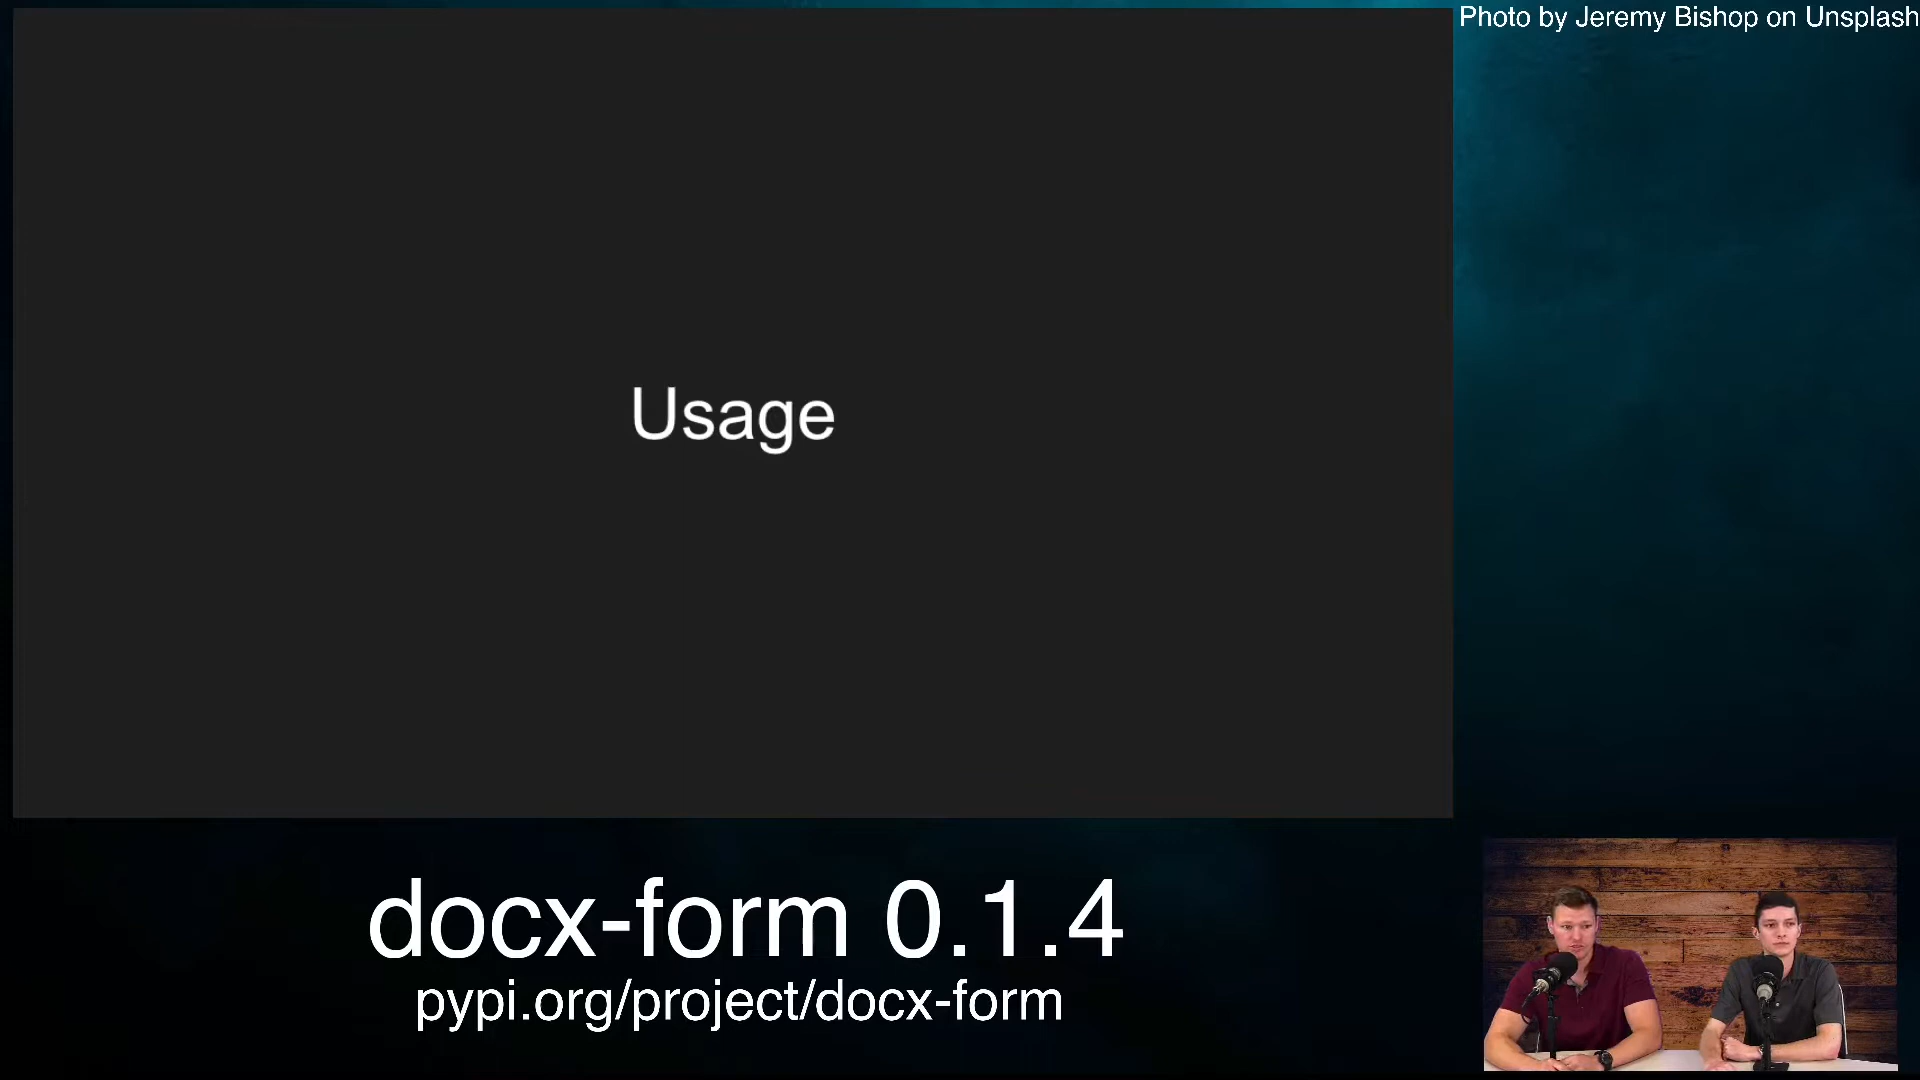 Photo by Jeremy Bishop on Unsplash
Usage
docx-form 0.1.4
pypi.org/project/docx-form